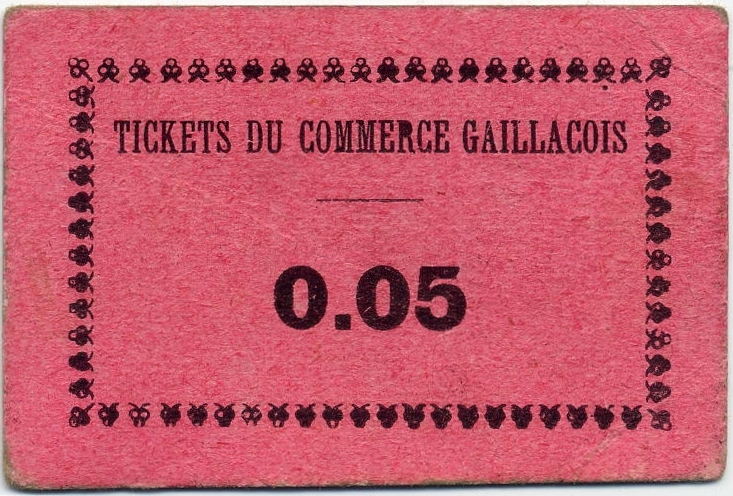 TICKETS DU COMMERCE GAILLACOIS
0.05